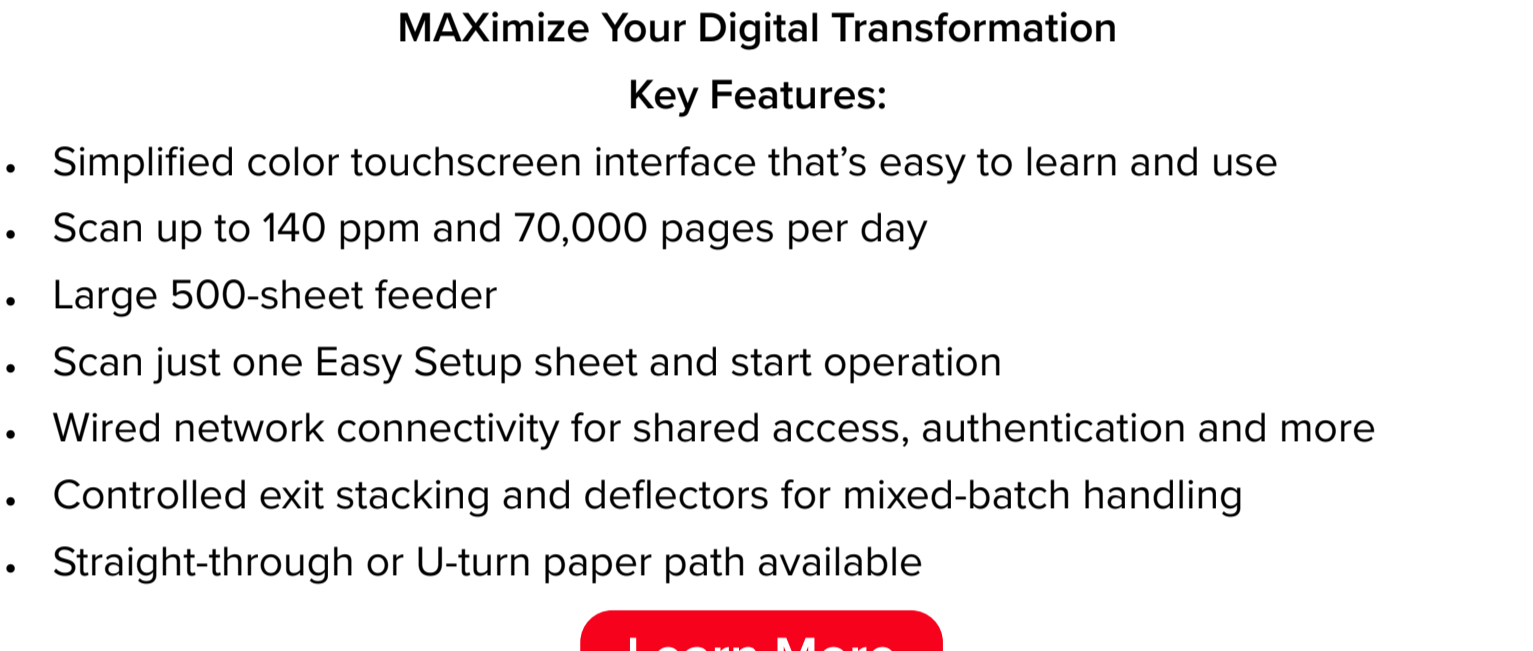 MAXimize Your Digital Transformation
Key Features:
• Simplified color touchscreen interface that’s easy to learn and use
• Scan up to 140 ppm and 70,000 pages per day
• Large 500-sheet feeder
• Scan just one Easy Setup sheet and start operation
• Wired network connectivity for shared access, authentication and more
• Controlled exit stacking and deflectors for mixed-batch handling
• Straight-through or U-turn paper path available
Learn More